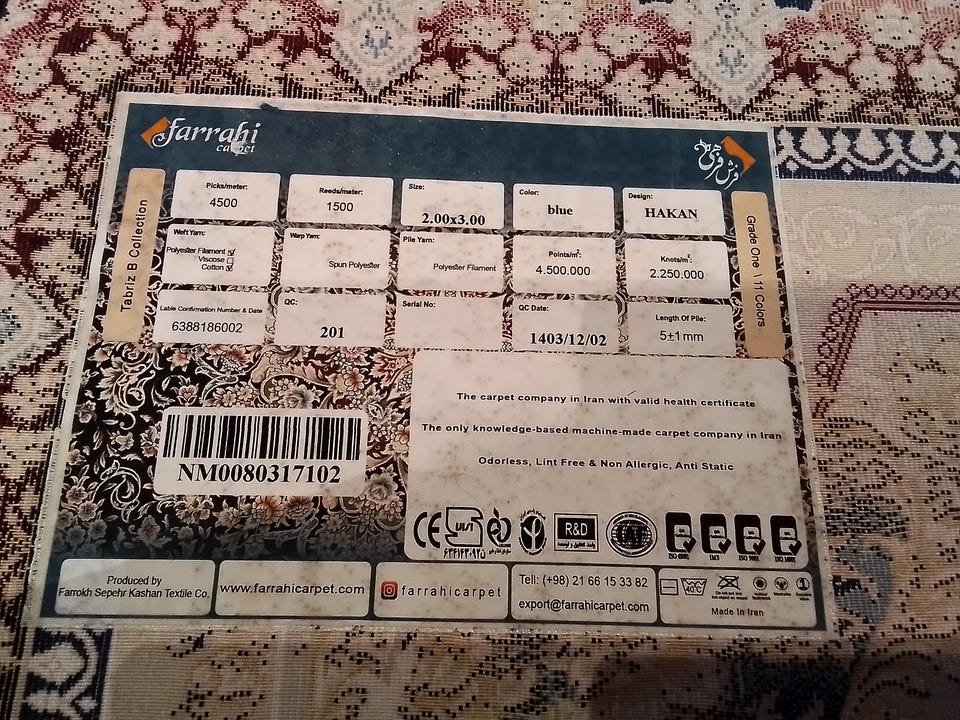 farrahi
carpet
فرش فرهی
Tabriz B Collection
Picks/meter:
4500
Reeds/meter:
1500
Size:
2.00x3.00
Color:
blue
Design:
HAKAN
Grade One \ 11 Colors
Weft Yarn:
Polyester Filament
Viscose
Cotton
Warp Yarn:
Spun Polyester
Pile Yarn:
Polyester Filament
Points/m²:
4.500.000
Knots/m²:
2.250.000
Lable Confirmation Number & Date
6388186002
QC:
201
Serial No:
QC Date:
1403/12/02
Length Of Pile:
5±1 mm
NM0080317102
The carpet company in Iran with valid health certificate
The only knowledge-based machine-made carpet company in Iran
Odorless, Lint Free & Non Allergic, Anti Static
CE
R&D
Produced by
Farrokh Sepehr Kashan Textile Co.
www.farrahicarpet.com
farrahicarpet
Tell: (+98) 21 66 15 33 82
export@farrahicarpet.com
40°C
Made in Iran